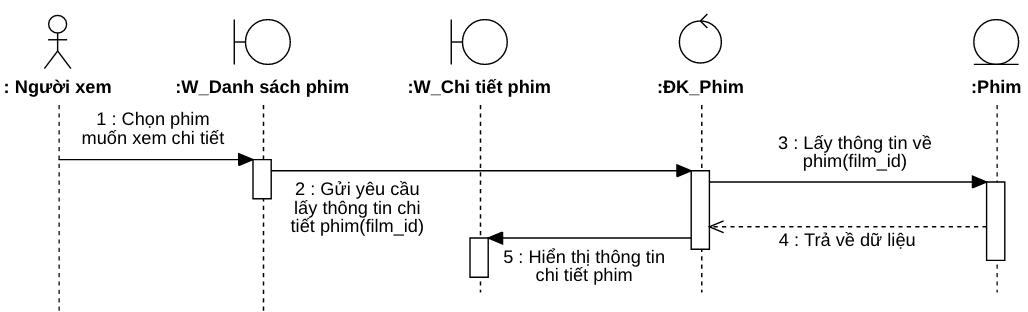 : Người xem
:W_Danh sách phim
:W_Chi tiết phim
:ĐK_Phim
:Phim
1 : Chọn phim
muốn xem chi tiết
2 : Gửi yêu cầu
lấy thông tin chi
tiết phim(film_id)
3 : Lấy thông tin về
phim(film_id)
4 : Trả về dữ liệu
5 : Hiển thị thông tin
chi tiết phim